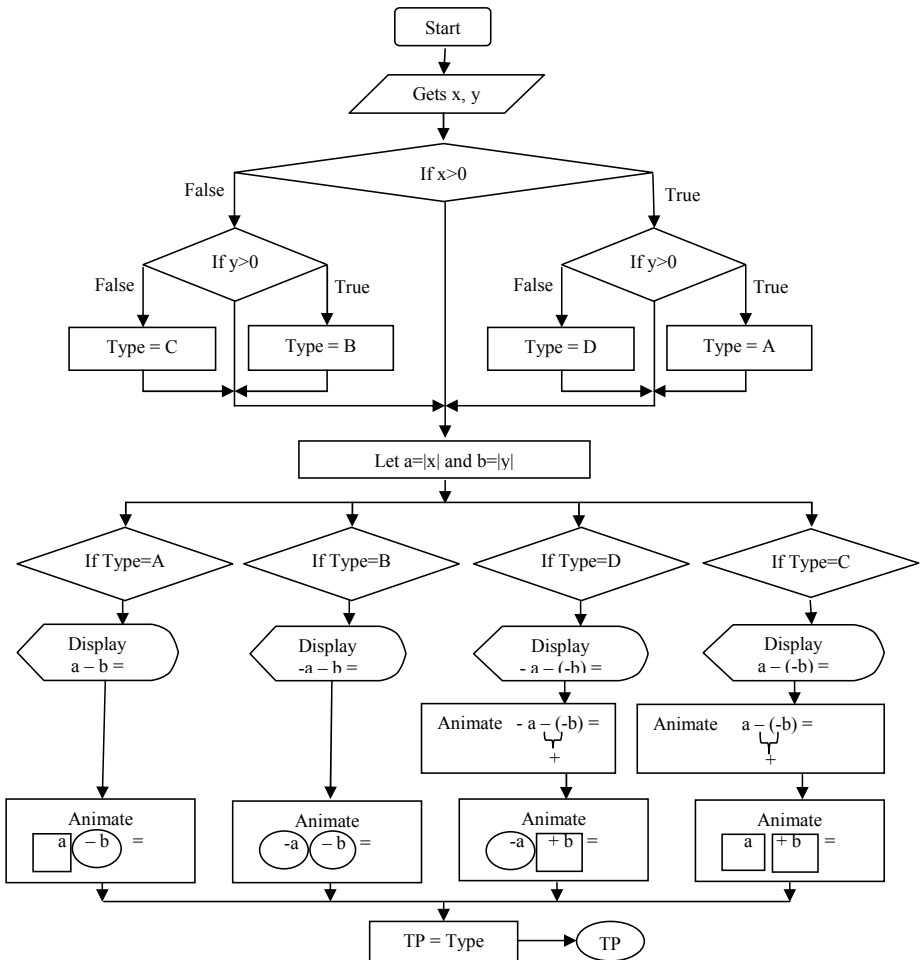 Start
Gets x, y
If x>0
False
True
If y>0
If y>0
False
True
False
True
Type = C
Type = B
Type = D
Type = A
Let a=|x| and b=|y|
If Type=A
If Type=B
If Type=D
If Type=C
Display
a – b =
Display
-a – b =
Display
- a – (-b) =
Display
a – (-b) =
Animate - a – (-b) =
+
Animate a – (-b) =
+
Animate
a – b =
Animate
-a – b =
Animate
-a + b =
Animate
a + b =
TP = Type
TP